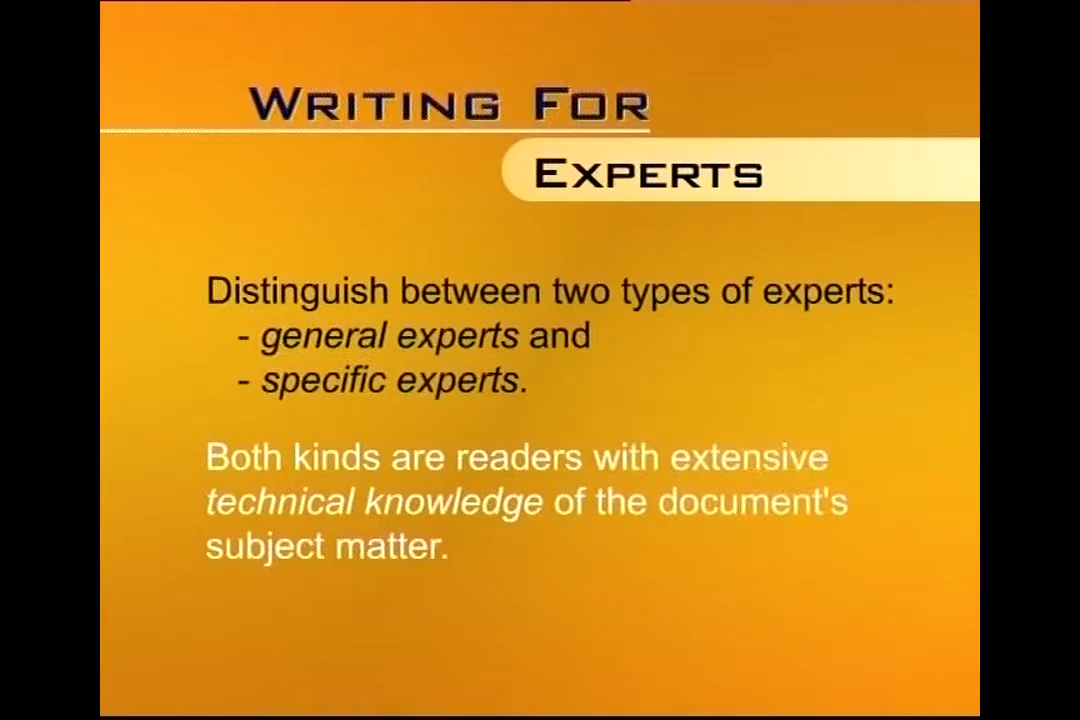 WRITING FOR
EXPERTS
Distinguish between two types of experts:
- general experts and
- specific experts.
Both kinds are readers with extensive
technical knowledge of the document's
subject matter.